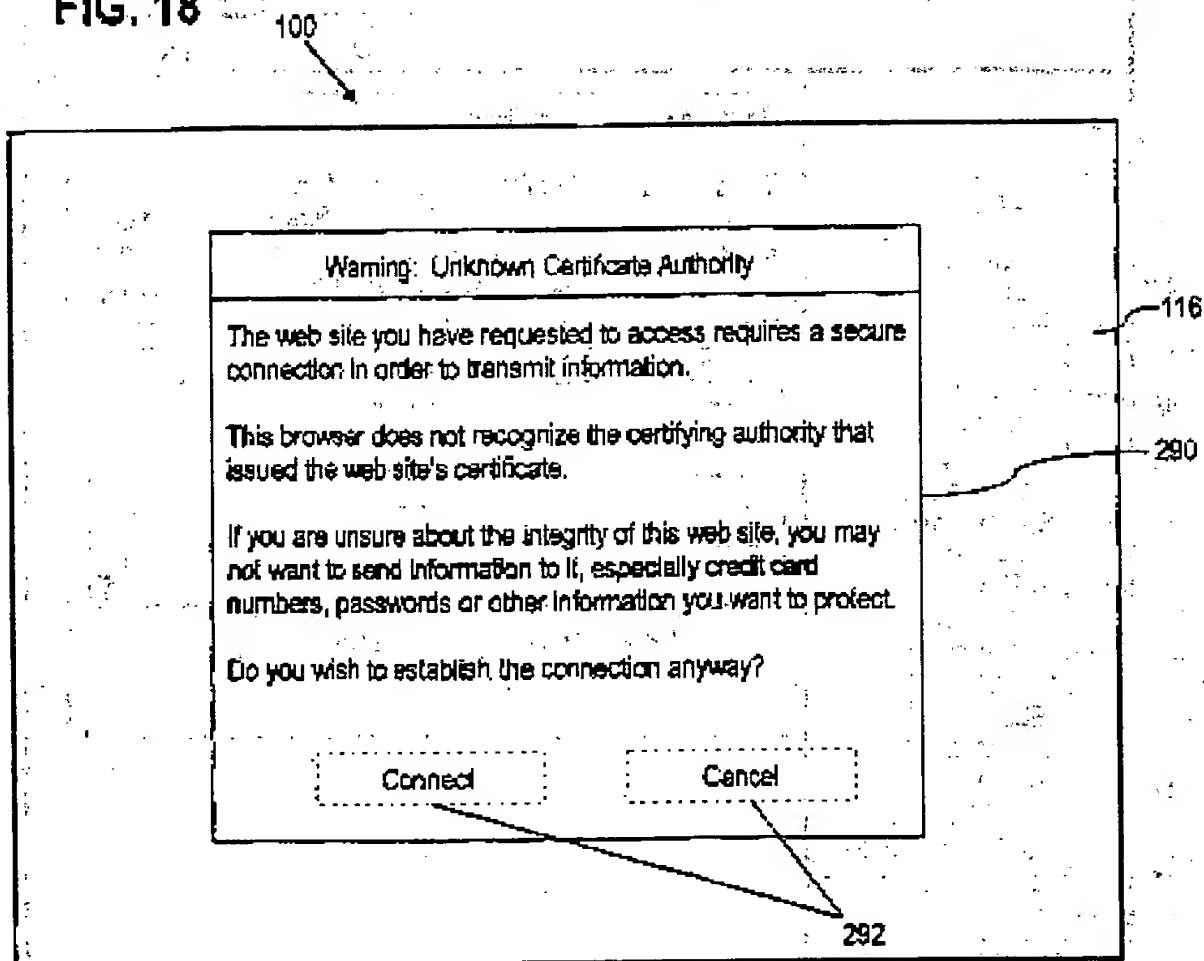 FIG. 18
100
Warning: Unknown Certificate Authority
The web site you have requested to access requires a secure
connection in order to transmit information.
116
This browser does not recognize the certifying authority that
issued the web site's certificate.
290
If you are unsure about the integrity of this web site, you may
not want to send information to it, especially credit card
numbers, passwords or other information you want to protect.
Do you wish to establish the connection anyway?
Connect Cancel
292